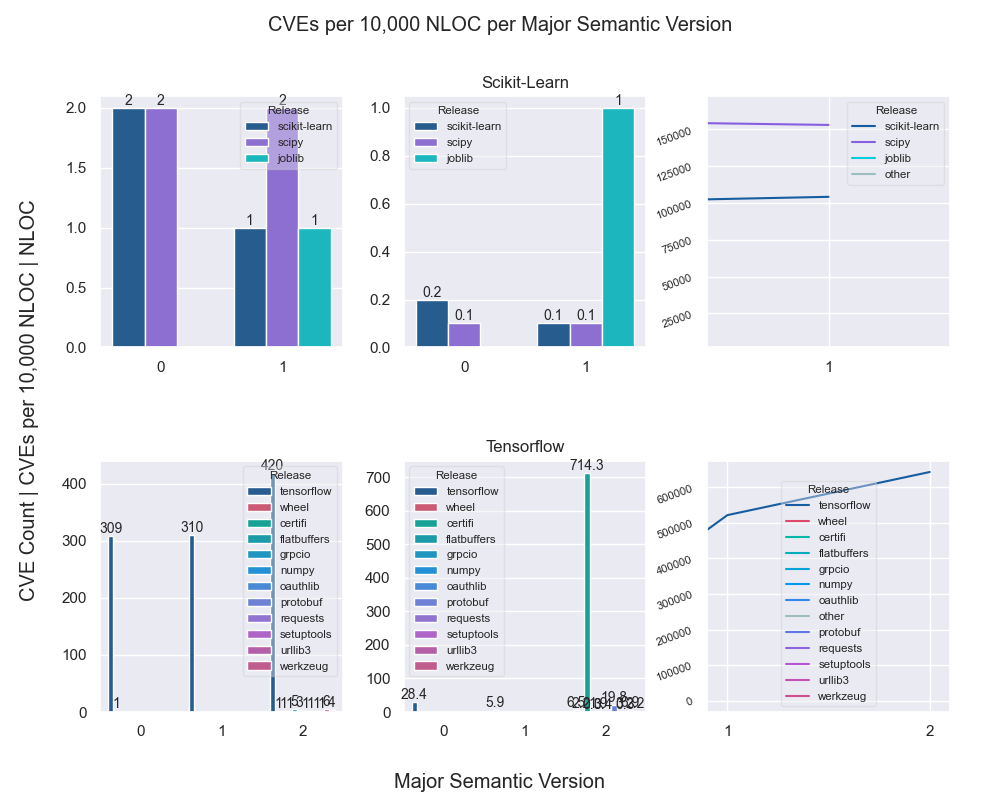 CVEs per 10,000 NLOC per Major Semantic Version
Scikit-Learn
CVE Count | CVEs per 10,000 NLOC | NLOC
2.0
1.5
1.0
0.5
0.0
2
2
2
1
1
Release
scikit-learn
scipy
joblib
0
1
1.0
0.8
0.6
0.4
0.2
0.0
Release
scikit-learn
scipy
joblib
1
0.2
0.1
0.1
0.1
0
1
150000
125000
100000
75000
50000
25000
Release
scikit-learn
scipy
joblib
other
1
Tensorflow
400
300
200
100
0
420
309
310
1
Release
tensorflow
wheel
certifi
flatbuffers
grpcio
numpy
oauthlib
protobuf
requests
setuptools
urllib3
werkzeug
0
1
2
700
600
500
400
300
200
100
0
714.3
28.4
5.9
19.8
Release
tensorflow
wheel
certifi
flatbuffers
grpcio
numpy
oauthlib
protobuf
requests
setuptools
urllib3
werkzeug
0
1
2
600000
500000
400000
300000
200000
100000
0
Release
tensorflow
wheel
certifi
flatbuffers
grpcio
numpy
oauthlib
other
protobuf
requests
setuptools
urllib3
werkzeug
1
2
Major Semantic Version